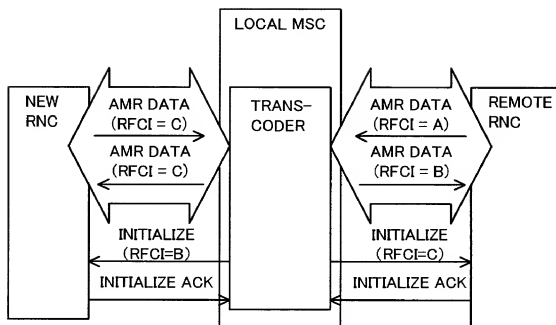 LOCAL MSC
NEW
RNC
AMR DATA
(RFCI = C)
AMR DATA
(RFCI = C)
TRANS-
CODER
AMR DATA
(RFCI = A)
AMR DATA
(RFCI = B)
REMOTE
RNC
INITIALIZE
(RFCI=B)
INITIALIZE
(RFCI=C)
INITIALIZE ACK
INITIALIZE ACK